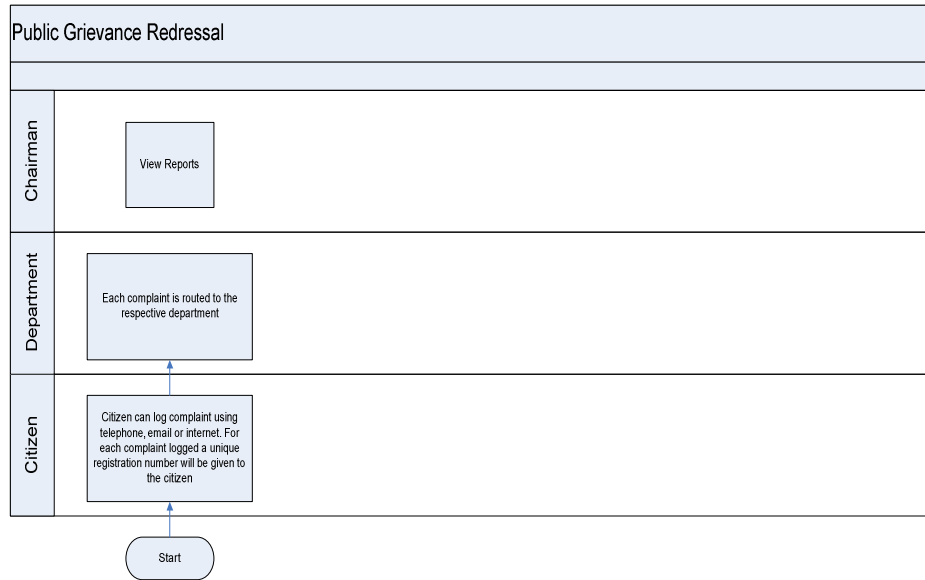 Public Grievance Redressal
Chairman
View Reports
Department
Each complaint is routed to the
respective department
Citizen
Citizen can log complaint using
telephone, email or internet. For
each complaint logged a unique
registration number will be given to
the citizen
Start